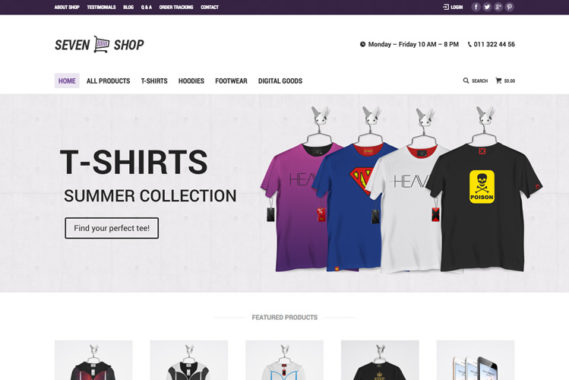 ABOUT SHOP TESTIMONIALS BLOG Q & A ORDER TRACKING CONTACT LOGIN
SEVEN SHOP
Monday – Friday 10 AM – 8 PM 011 322 44 56
HOME ALL PRODUCTS T-SHIRTS HOODIES FOOTWEAR DIGITAL GOODS SEARCH $0.00
T-SHIRTS
SUMMER COLLECTION
Find your perfect tee!
HEAV
HEAV
POISON
FEATURED PRODUCTS